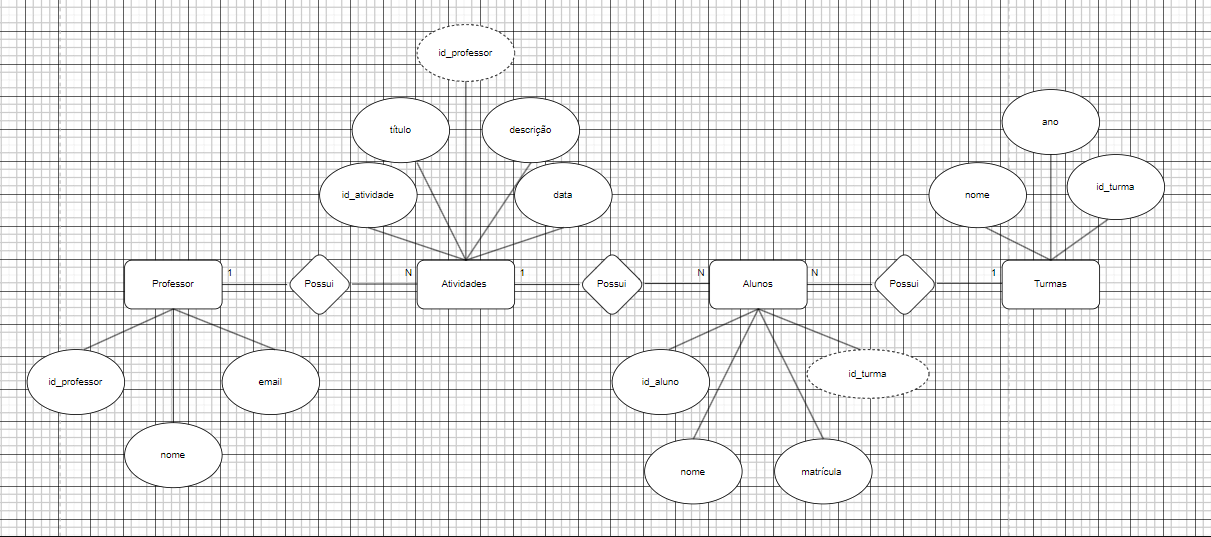 id_professor
título
descrição
ano
id_atividade
data
nome
id_turma
Professor
1
Possui
N
Atividades
1
Possui
N
Alunos
N
Possui
1
Turmas
id_professor
email
id_aluno
id_turma
nome
nome
matrícula